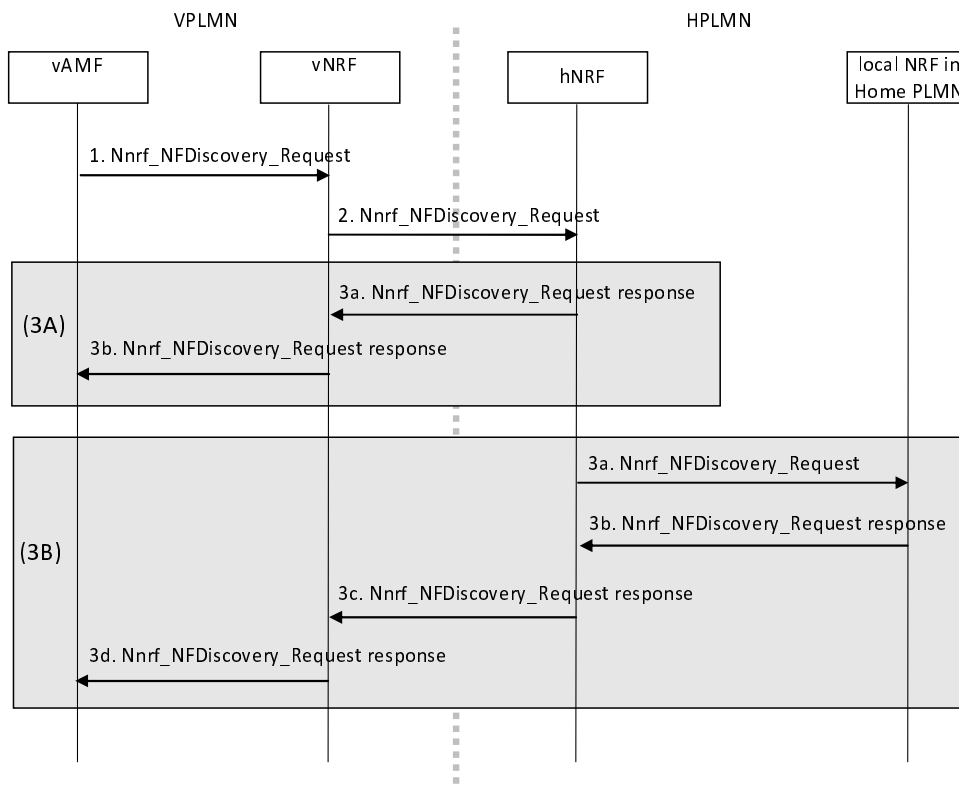 VPLMN
HPLMN
vAMF
vNRF
hNRF
local NRF in
Home PLMN
1. Nnrf_NFDiscovery_Request
2. Nnrf_NFDiscovery_Request
(3A)
3a. Nnrf_NFDiscovery_Request response
3b. Nnrf_NFDiscovery_Request response
(3B)
3a. Nnrf_NFDiscovery_Request
3b. Nnrf_NFDiscovery_Request response
3c. Nnrf_NFDiscovery_Request response
3d. Nnrf_NFDiscovery_Request response